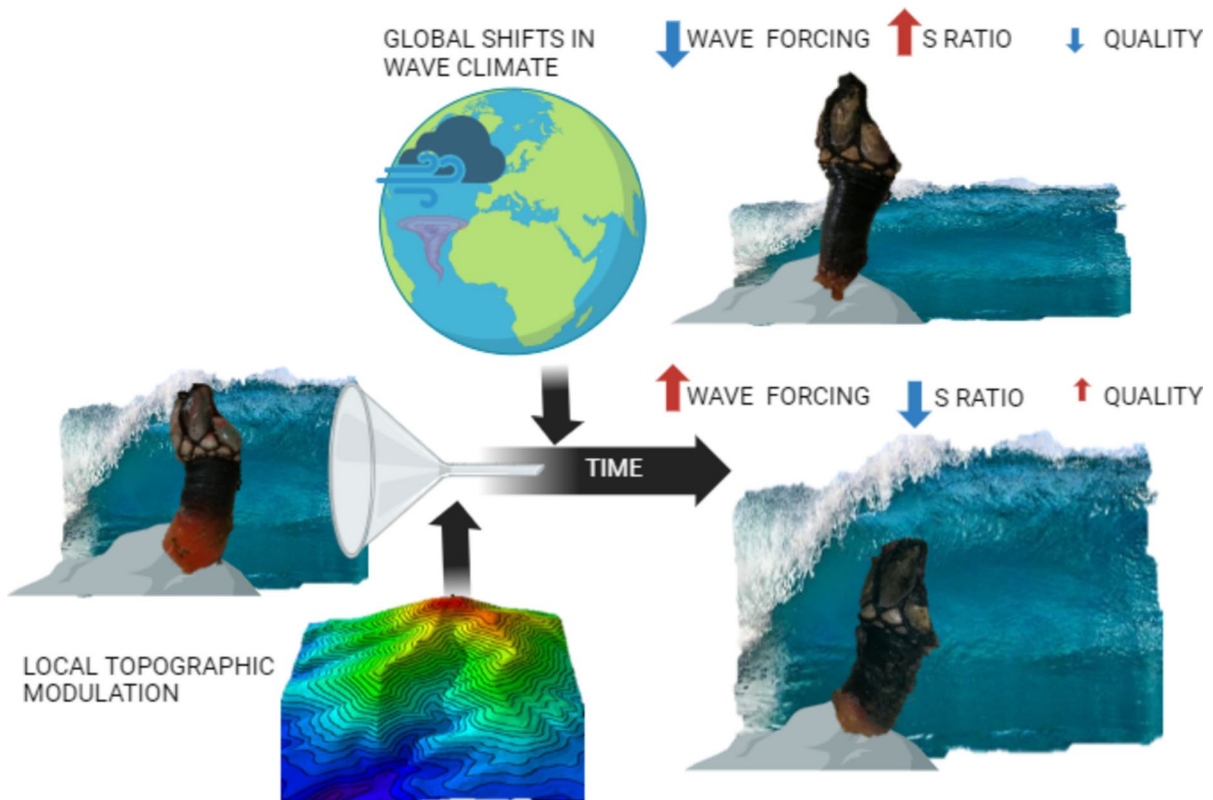 GLOBAL SHIFTS IN
WAVE CLIMATE
WAVE FORCING
S RATIO
QUALITY
WAVE FORCING
S RATIO
QUALITY
TIME
LOCAL TOPOGRAPHIC
MODULATION